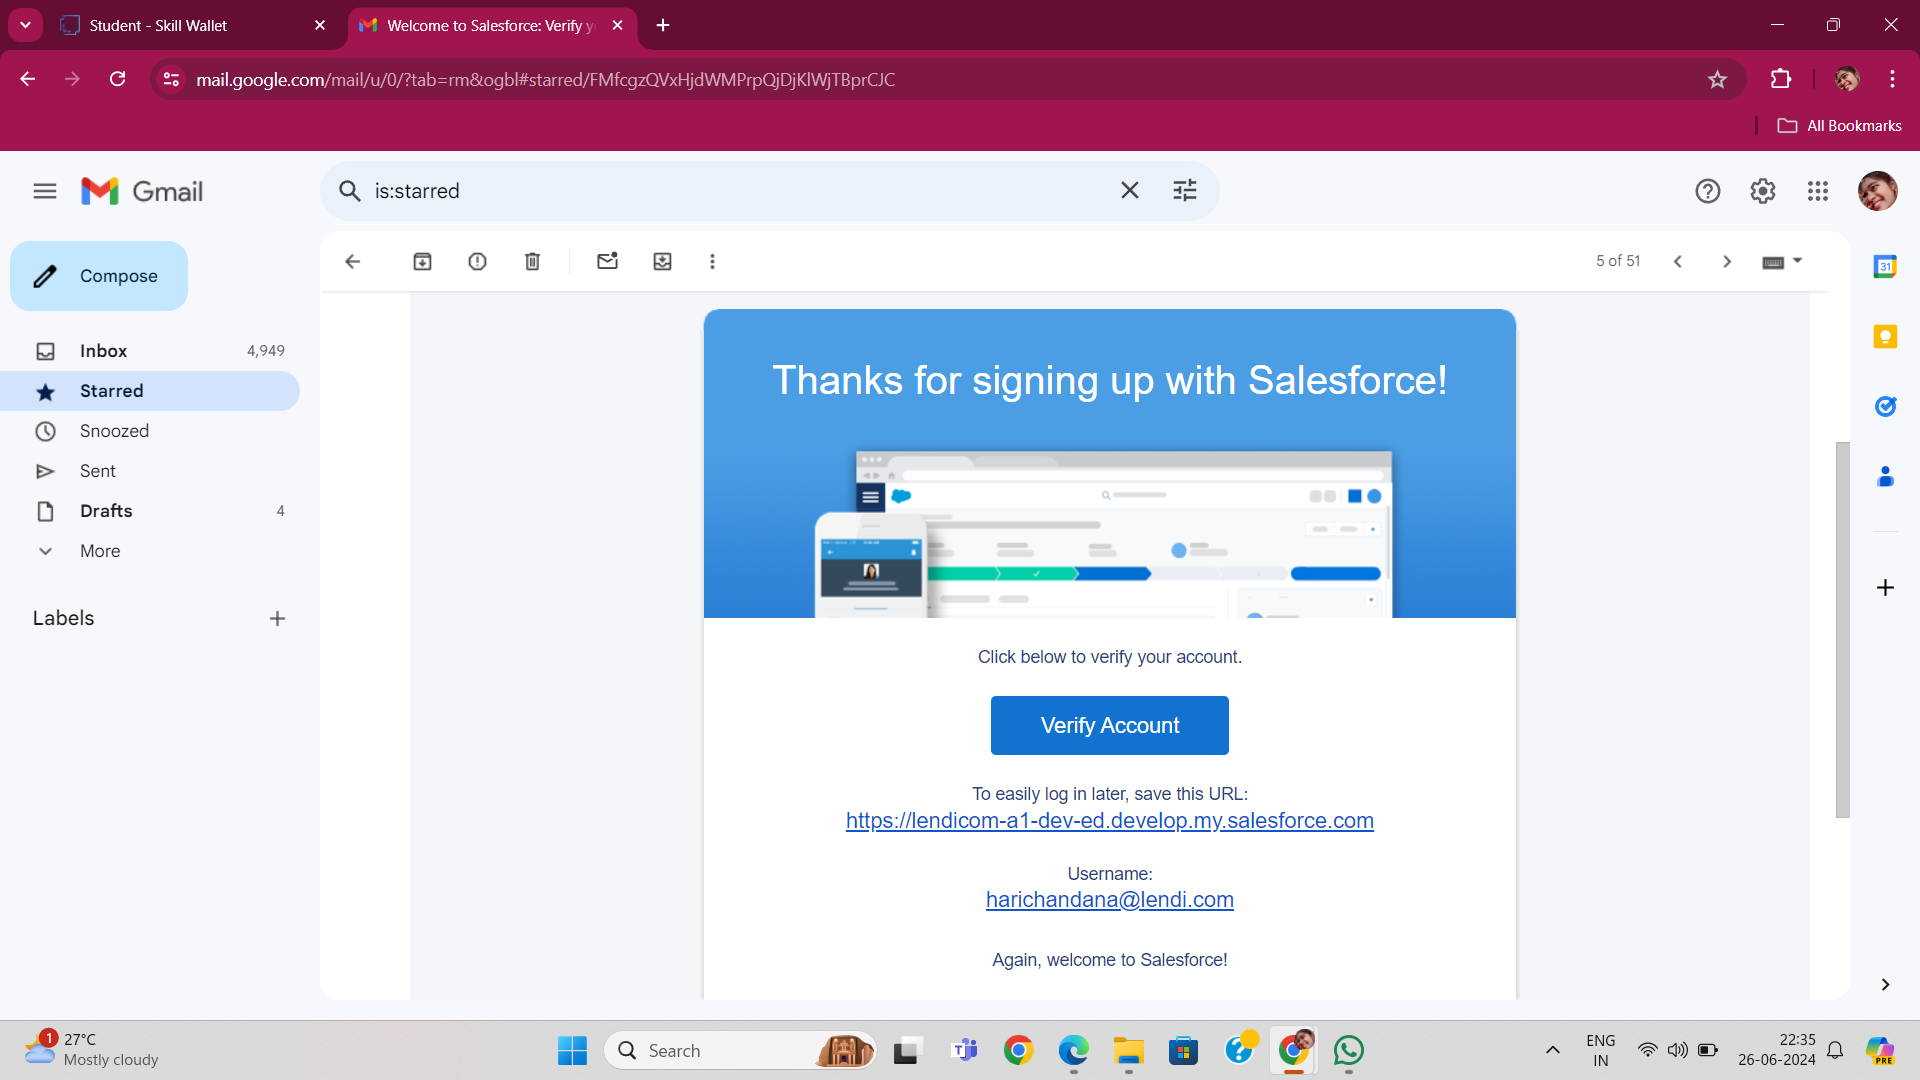 Student - Skill Wallet
Welcome to Salesforce: Verify y
mail.google.com/mail/u/0/?tab=rm&ogbl#starred/FMfcgzQVxHjdWMPrpQjDjKlWjTBprCJC
All Bookmarks
Gmail
is:starred
Compose
5 of 51
Inbox 4,949
Starred
Snoozed
Sent
Drafts 4
More
Labels
31
Thanks for signing up with Salesforce!
Click below to verify your account.
Verify Account
To easily log in later, save this URL:
https://lendicom-a1-dev-ed.develop.my.salesforce.com
Username:
harichandana@lendi.com
Again, welcome to Salesforce!
1
27°C
Mostly cloudy
Search
ENG
IN
22:35
26-06-2024
PRE